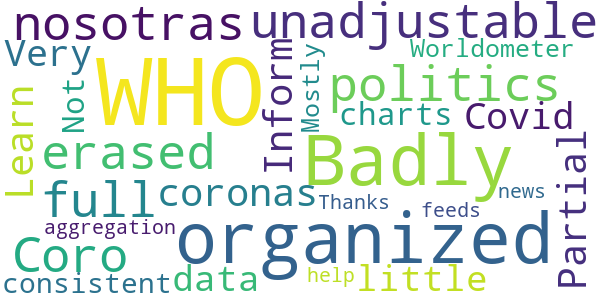 nosotras unadjustable
Very Worldometer
WHO Inform Mostly politics
Learn Not charts Covid
erased Badly Partial
full coronas Thanks news
aggregation feeds
Coro organized
consistent data help little